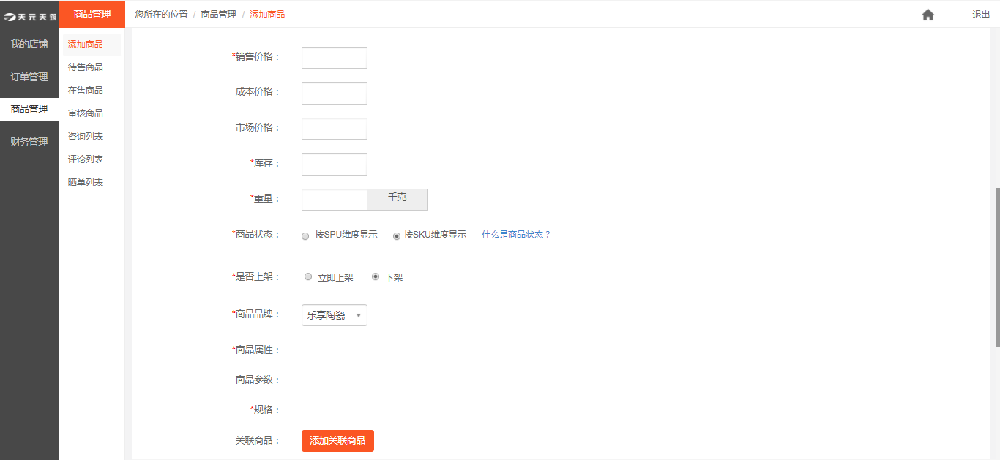 天元天筑
商品管理
您所在的位置 / 商品管理 / 添加商品
退出
我的店铺
订单管理
商品管理
财务管理
添加商品
待售商品
在售商品
审核商品
咨询列表
评论列表
晒单列表
*销售价格：
成本价格：
市场价格：
*库存：
*重量： 千克
*商品状态： 按SPU维度显示 按SKU维度显示 什么是商品状态？
*是否上架： 立即上架 下架
*商品品牌： 乐享陶瓷
*商品属性：
商品参数：
*规格：
关联商品： 添加关联商品